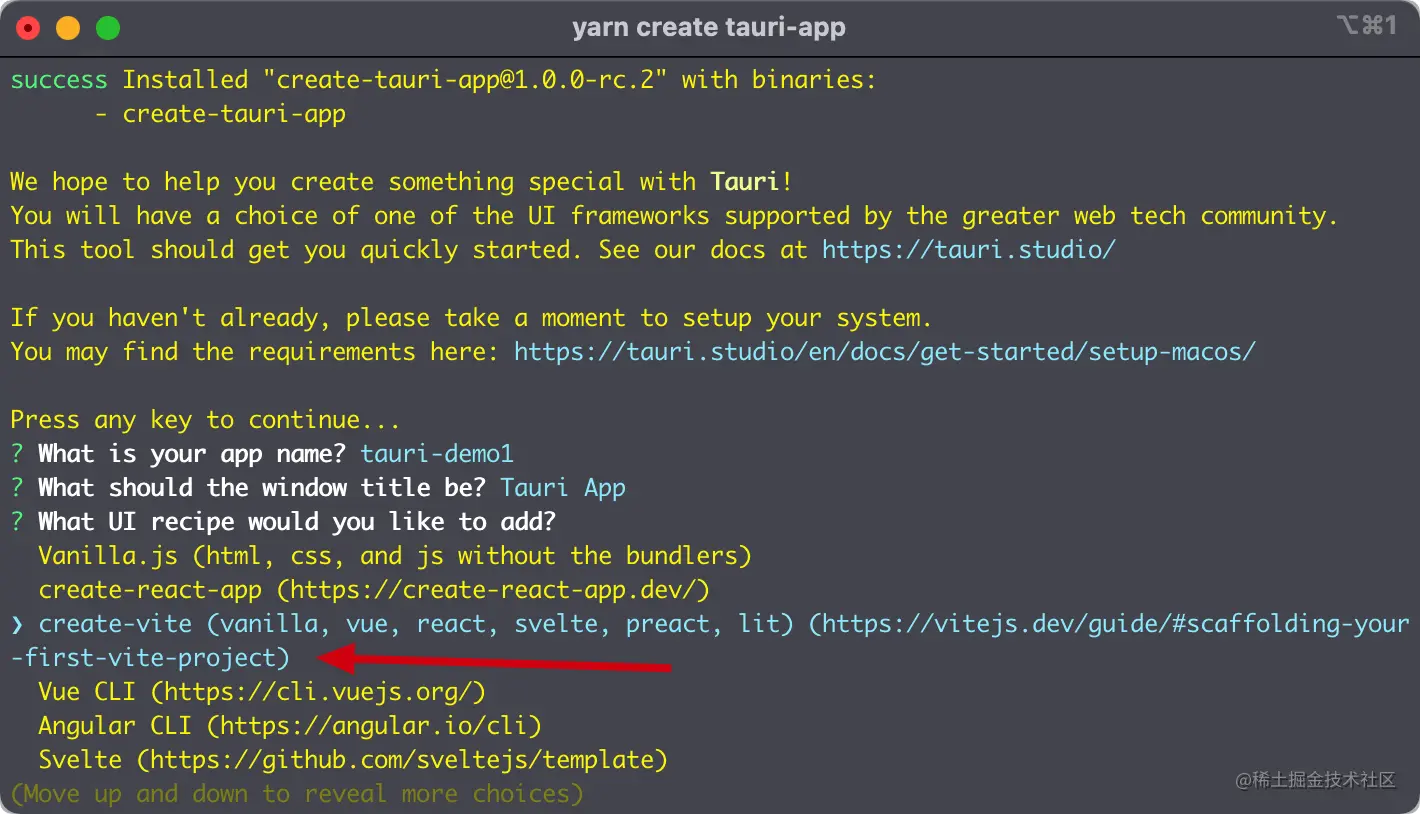 yarn create tauri-app
⌥⌘1
success Installed "create-tauri-app@1.0.0-rc.2" with binaries:
- create-tauri-app
We hope to help you create something special with Tauri!
You will have a choice of one of the UI frameworks supported by the greater web tech community.
This tool should get you quickly started. See our docs at https://tauri.studio/
If you haven't already, please take a moment to setup your system.
You may find the requirements here: https://tauri.studio/en/docs/get-started/setup-macos/
Press any key to continue...
? What is your app name? tauri-demo1
? What should the window title be? Tauri App
? What UI recipe would you like to add?
Vanilla.js (html, css, and js without the bundlers)
create-react-app (https://create-react-app.dev/)
❯ create-vite (vanilla, vue, react, svelte, preact, lit) (https://vitejs.dev/guide/#scaffolding-your
-first-vite-project)
Vue CLI (https://cli.vuejs.org/)
Angular CLI (https://angular.io/cli)
Svelte (https://github.com/sveltejs/template)
(Move up and down to reveal more choices)
@稀土掘金技术社区